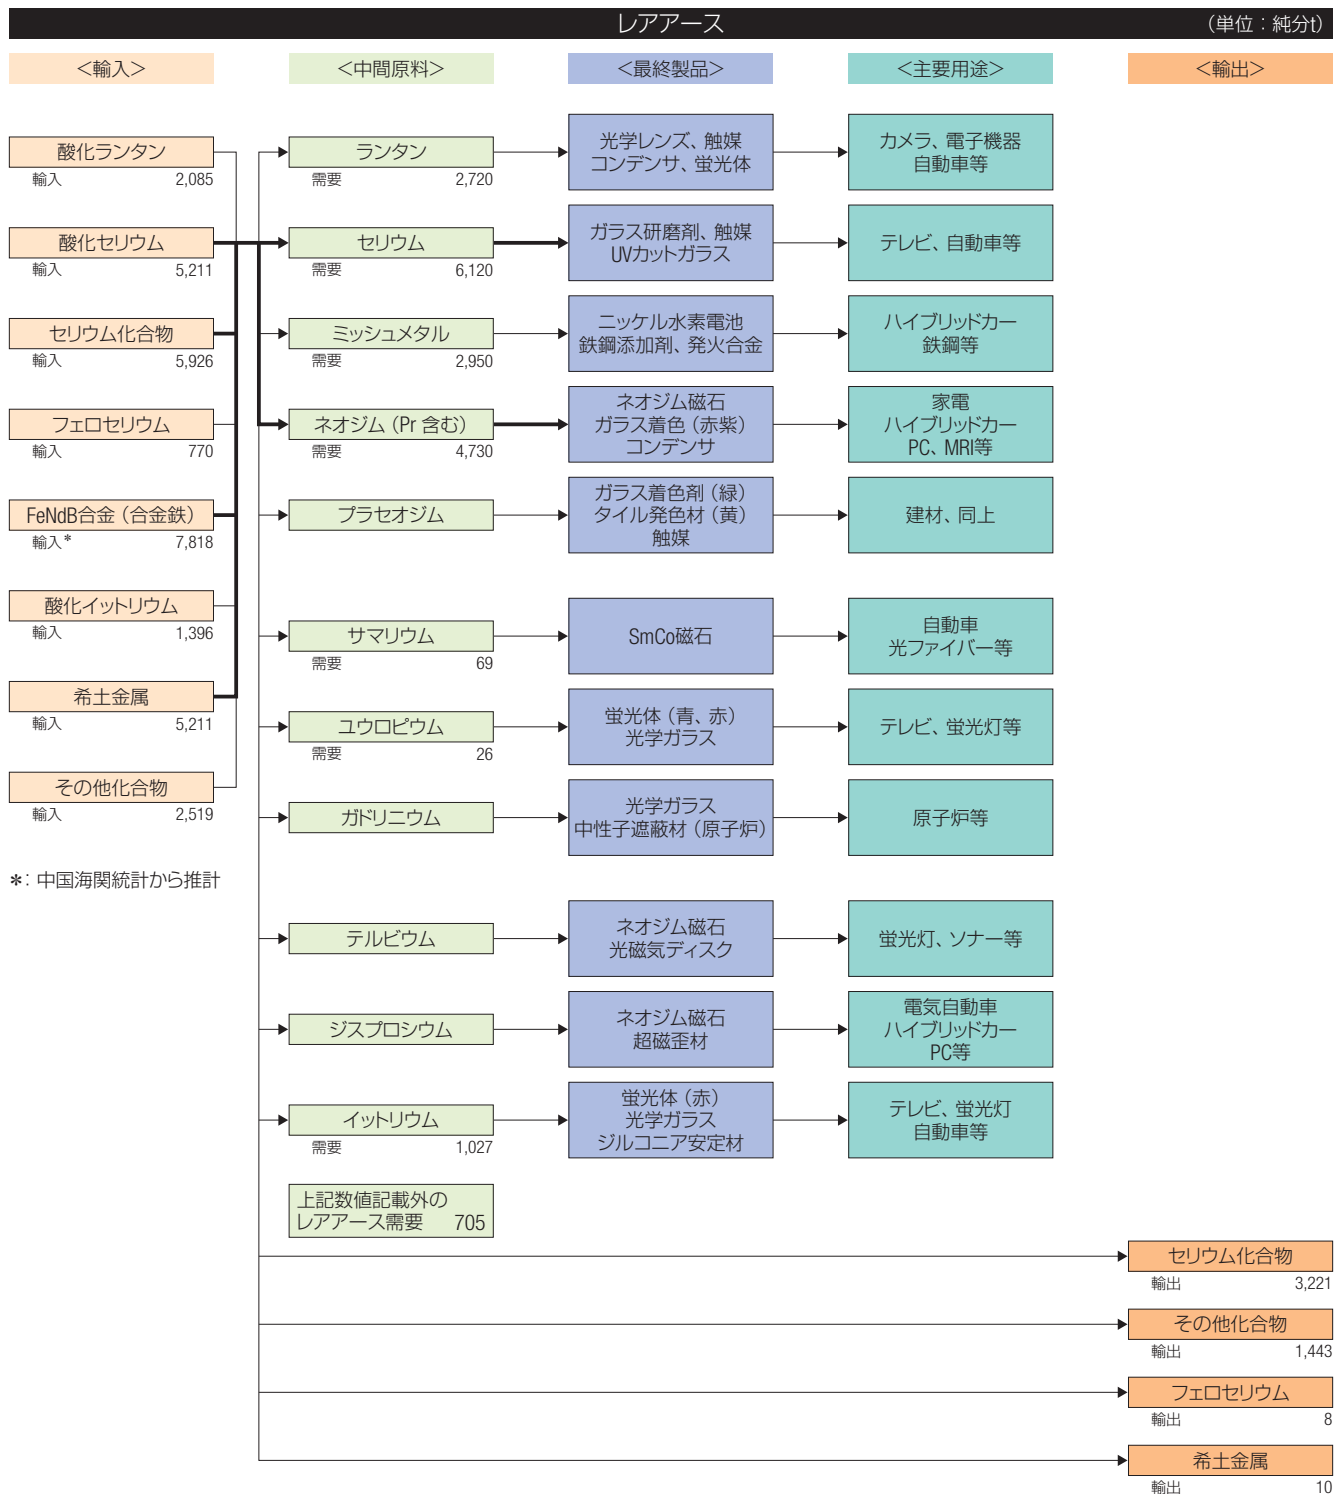 レアアース
（単位：純分t）
＜輸入＞
＜中間原料＞
＜最終製品＞
＜主要用途＞
＜輸出＞
酸化ランタン
輸入 2,085
酸化セリウム
輸入 5,211
セリウム化合物
輸入 5,926
フェロセリウム
輸入 770
FeNdB合金（合金鉄）
輸入* 7,818
酸化イットリウム
輸入 1,396
希土金属
輸入 5,211
その他化合物
輸入 2,519
*：中国海関統計から推計
ランタン
需要 2,720
光学レンズ、触媒
コンデンサ、蛍光体
カメラ、電子機器
自動車等
セリウム
需要 6,120
ガラス研磨剤、触媒
UVカットガラス
テレビ、自動車等
ミッシュメタル
需要 2,950
ニッケル水素電池
鉄鋼添加剤、発火合金
ハイブリッドカー
鉄鋼等
ネオジム（Pr 含む）
需要 4,730
ネオジム磁石
ガラス着色（赤紫）
コンデンサ
家電
ハイブリッドカー
PC、MRI等
プラセオジム
ガラス着色剤（緑）
タイル発色材（黄）
触媒
建材、同上
サマリウム
需要 69
SmCo磁石
自動車
光ファイバー等
ユウロピウム
需要 26
蛍光体（青、赤）
光学ガラス
テレビ、蛍光灯等
ガドリニウム
光学ガラス
中性子遮蔽材（原子炉）
原子炉等
テルビウム
ネオジム磁石
光磁気ディスク
蛍光灯、ソナー等
ジスプロシウム
ネオジム磁石
超磁歪材
電気自動車
ハイブリッドカー
PC等
イットリウム
需要 1,027
蛍光体（赤）
光学ガラス
ジルコニア安定材
テレビ、蛍光灯
自動車等
上記数値記載外の
レアアース需要 705
セリウム化合物
輸出 3,221
その他化合物
輸出 1,443
フェロセリウム
輸出 8
希土金属
輸出 10